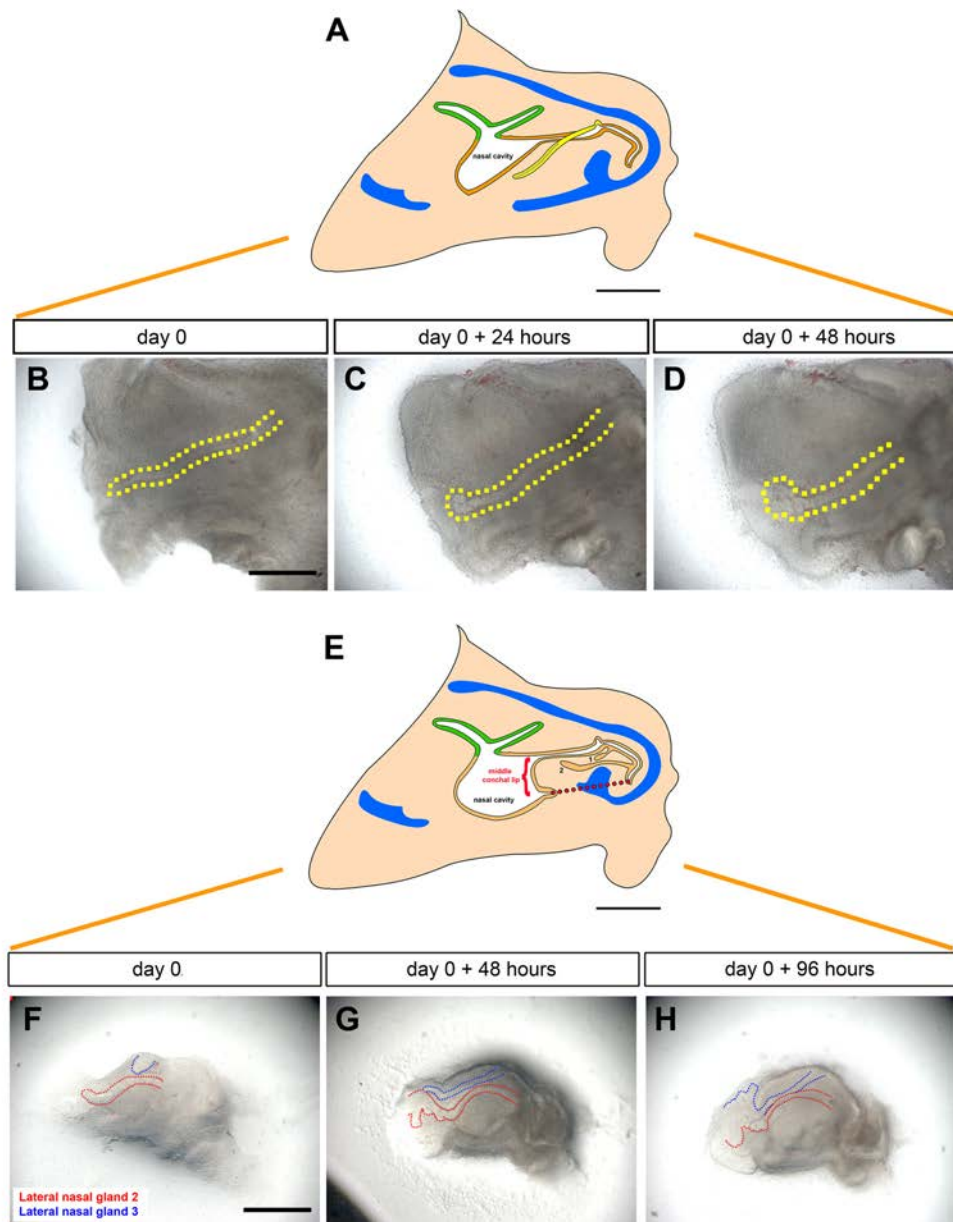 A
nasal cavity
day 0
day 0 + 24 hours
day 0 + 48 hours
B
C
D
E
1
2
middle
conchal lip
nasal cavity
day 0
day 0 + 48 hours
day 0 + 96 hours
F
G
H
Lateral nasal gland 2
Lateral nasal gland 3